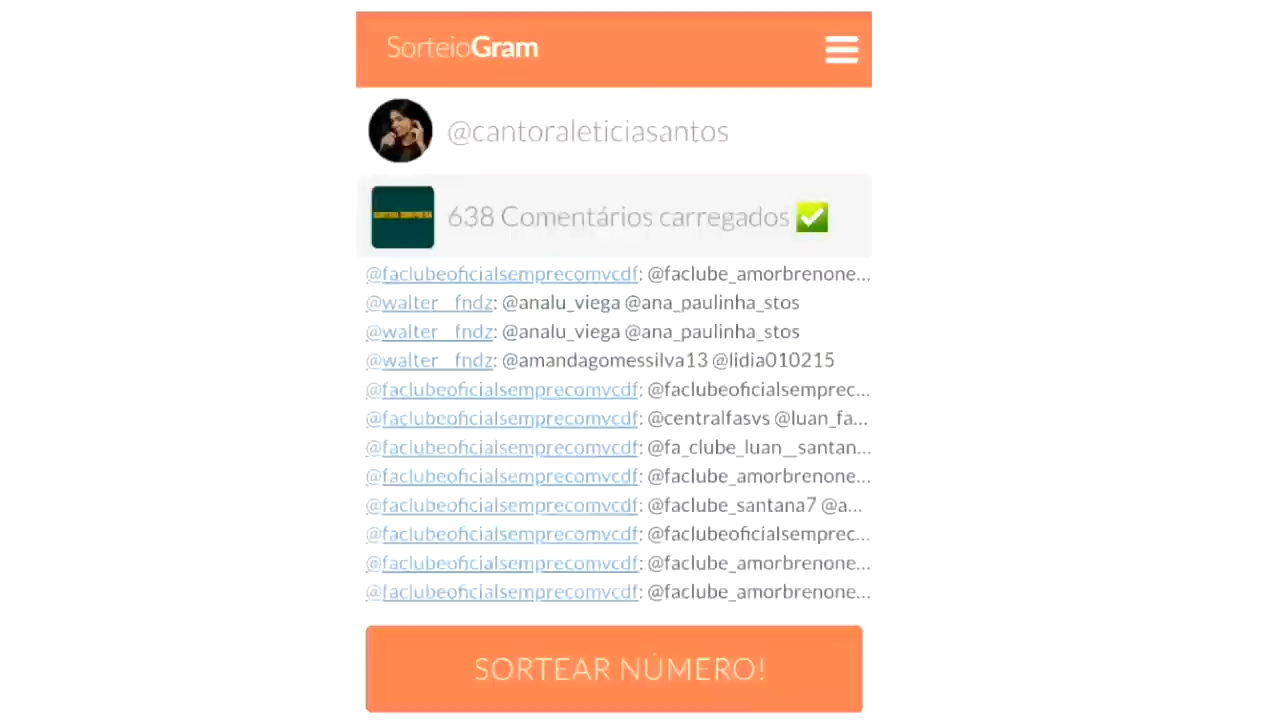 SorteioGram
@cantoraleticiasantos
638 Comentários carregados ✅
@faclubeoficialsemprecomvcdf: @faclube_amorbrenone...
@walter__fndz: @analu_viega @ana_paulinha_stos
@walter__fndz: @analu_viega @ana_paulinha_stos
@walter__fndz: @amandagomessilva13 @lidia010215
@faclubeoficialsemprecomvcdf: @faclubeoficialsemprec...
@faclubeoficialsemprecomvcdf: @centralfasvs @luan_fa...
@faclubeoficialsemprecomvcdf: @fa_clube_luan__santan...
@faclubeoficialsemprecomvcdf: @faclube_amorbrenone...
@faclubeoficialsemprecomvcdf: @faclube_santana7 @a...
@faclubeoficialsemprecomvcdf: @faclubeoficialsemprec...
@faclubeoficialsemprecomvcdf: @faclube_amorbrenone...
@faclubeoficialsemprecomvcdf: @faclube_amorbrenone...
SORTEAR NÚMERO!